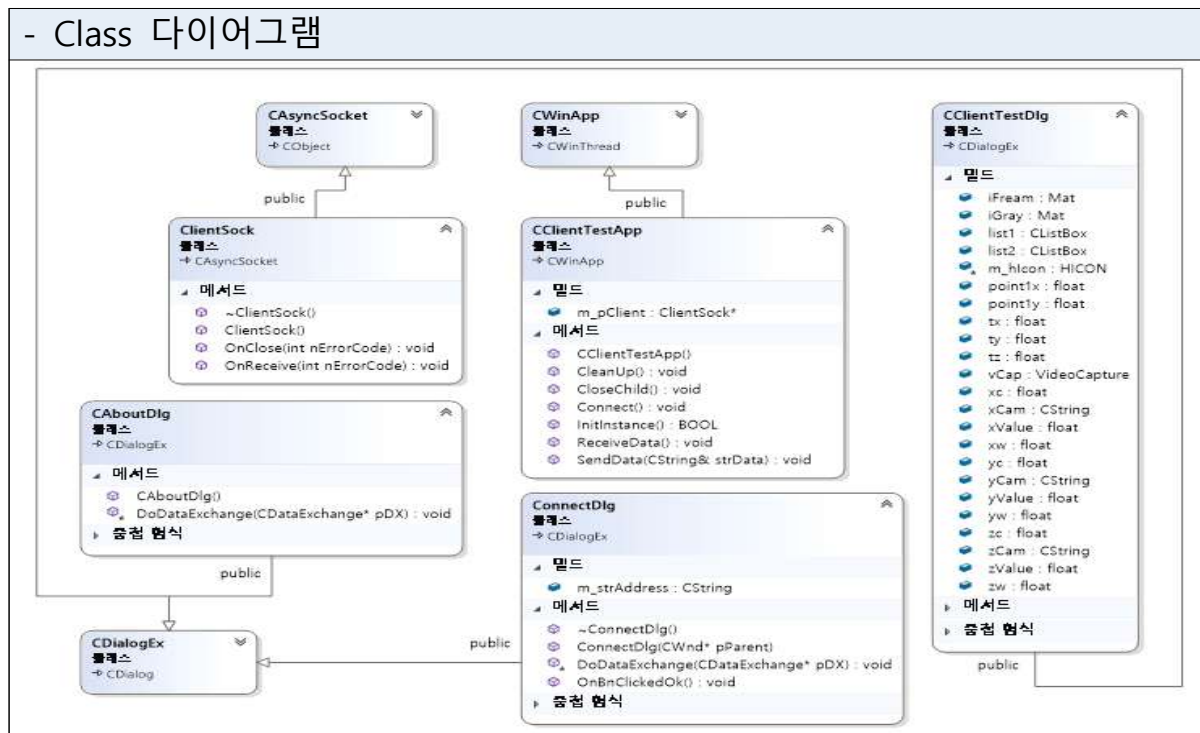 - Class 다이어그램
CAsyncSocket
클래스
→ CObject
public
ClientSock
클래스
→ CAsyncSocket
메서드
~ClientSock()
ClientSock()
OnClose(int nErrorCode) : void
OnReceive(int nErrorCode) : void
CWinApp
클래스
→ CWinThread
public
CClientTestApp
클래스
→ CWinApp
필드
m_pClient : ClientSock*
메서드
CClientTestApp()
CleanUp() : void
CloseChild() : void
Connect() : void
InitInstance() : BOOL
ReceiveData() : void
SendData(CString& strData) : void
CClientTestDlg
클래스
→ CDialogEx
필드
iFream : Mat
iGray : Mat
list1 : CListBox
list2 : CListBox
m_hIcon : HICON
point1x : float
point1y : float
tx : float
ty : float
tz : float
vCap : VideoCapture
xc : float
xCam : CString
xValue : float
xw : float
yc : float
yCam : CString
yValue : float
yw : float
zc : float
zCam : CString
zValue : float
zw : float
메서드
중첩 형식
public
CAboutDlg
클래스
→ CDialogEx
메서드
CAboutDlg()
DoDataExchange(CDataExchange* pDX) : void
중첩 형식
public
CDialogEx
클래스
→ CDialog
public
ConnectDlg
클래스
→ CDialogEx
필드
m_strAddress : CString
메서드
~ConnectDlg()
ConnectDlg(CWnd* pParent)
DoDataExchange(CDataExchange* pDX) : void
OnBnClickedOk() : void
중첩 형식